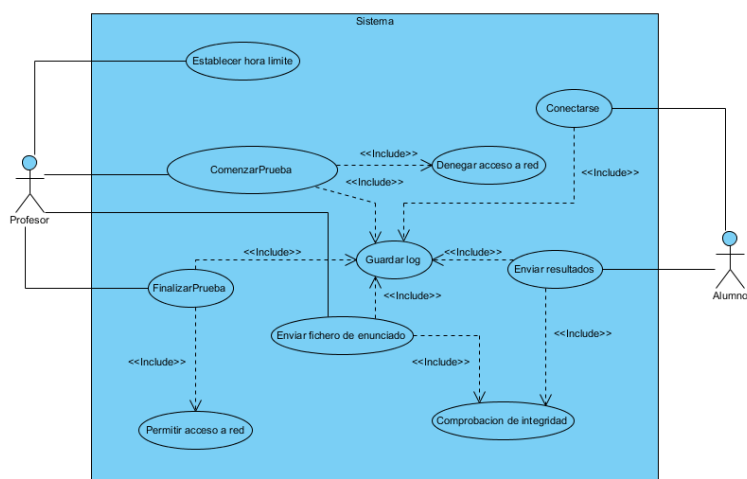 Sistema
Establecer hora limite
Conectarse
<<Include>>
ComenzarPrueba
Denegar acceso a red
<<Include>>
<<Include>>
Profesor
<<Include>>
Guardar log
<<Include>>
Enviar resultados
FinalizarPrueba
Alumno
<<Include>>
Enviar fichero de enunciado
<<Include>>
<<Include>>
<<Include>>
Permitir acceso a red
Comprobacion de integridad